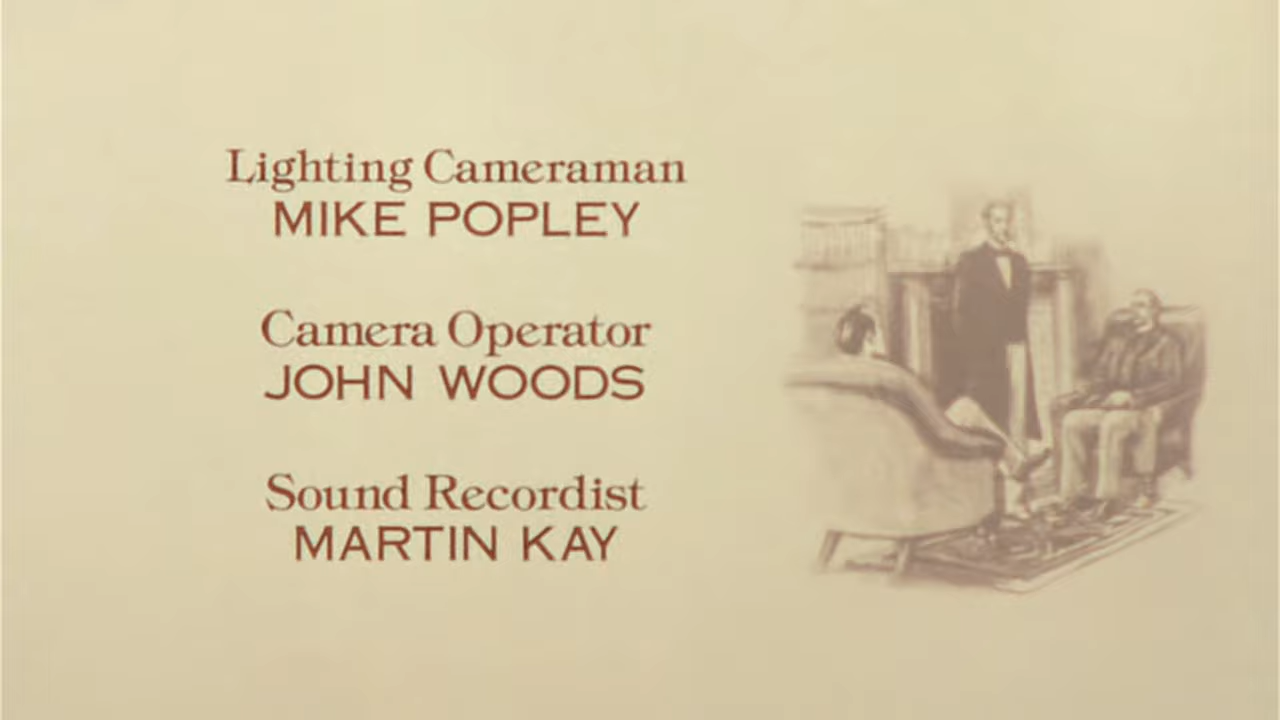 Lighting Cameraman
MIKE POPLEY
Camera Operator
JOHN WOODS
Sound Recordist
MARTIN KAY